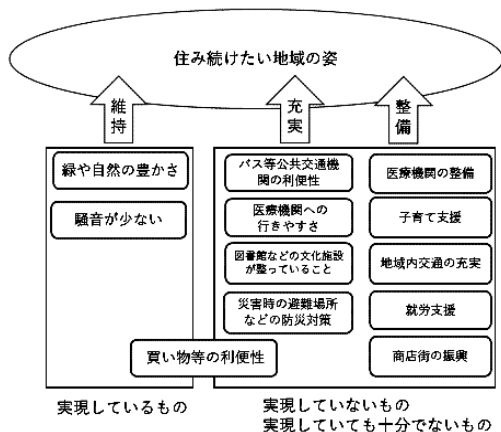 住み続けたい地域の姿
維持
充実
整備
緑や自然の豊かさ
騒音が少ない
バス等公共交通機
関の利便性
医療機関への
行きやすさ
図書館などの文化施設
が整っていること
災害時の避難場所
などの防災対策
医療機関の整備
子育て支援
地域内交通の充実
就労支援
商店街の振興
買い物等の利便性
実現しているもの
実現していないもの
実現していても十分でないもの